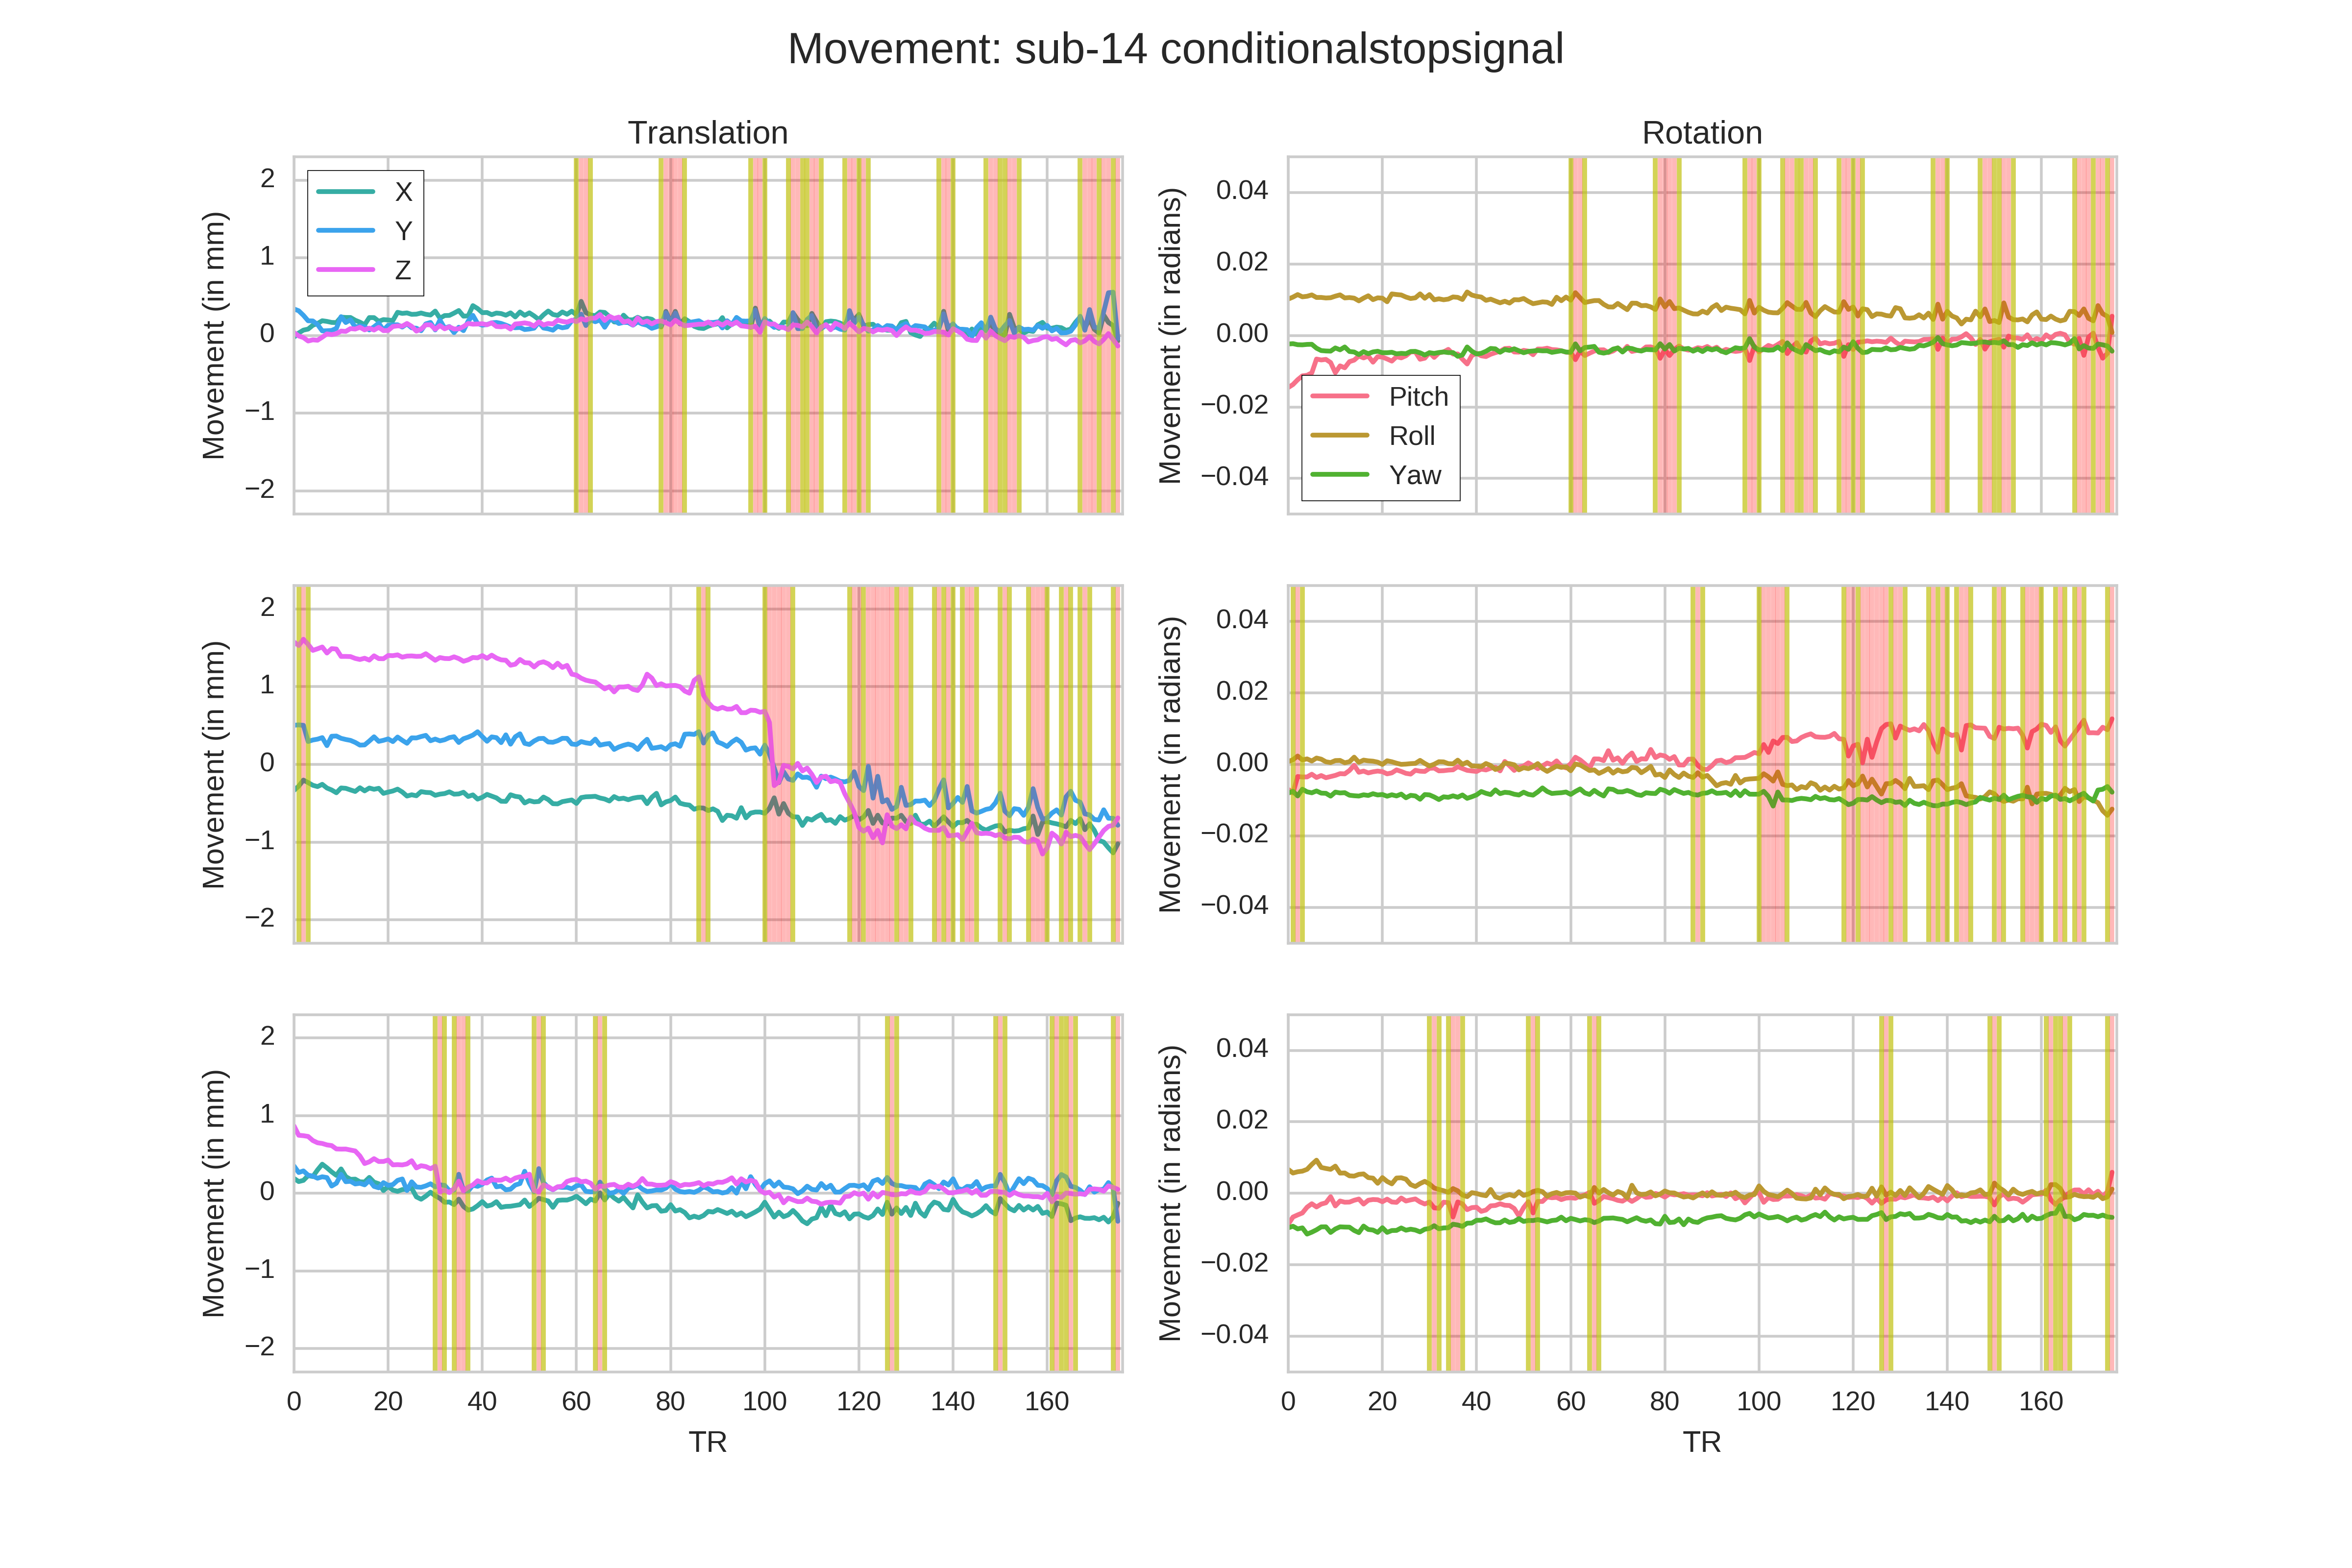 Movement: sub-14 conditionalstopsignal
Translation
Rotation
Movement (in mm)
2
1
0
−1
−2
X
Y
Z
Movement (in radians)
0.04
0.02
0.00
−0.02
−0.04
Pitch
Roll
Yaw
Movement (in mm)
2
1
0
−1
−2
Movement (in radians)
0.04
0.02
0.00
−0.02
−0.04
Movement (in mm)
2
1
0
−1
−2
0 20 40 60 80 100 120 140 160
TR
Movement (in radians)
0.04
0.02
0.00
−0.02
−0.04
0 20 40 60 80 100 120 140 160
TR